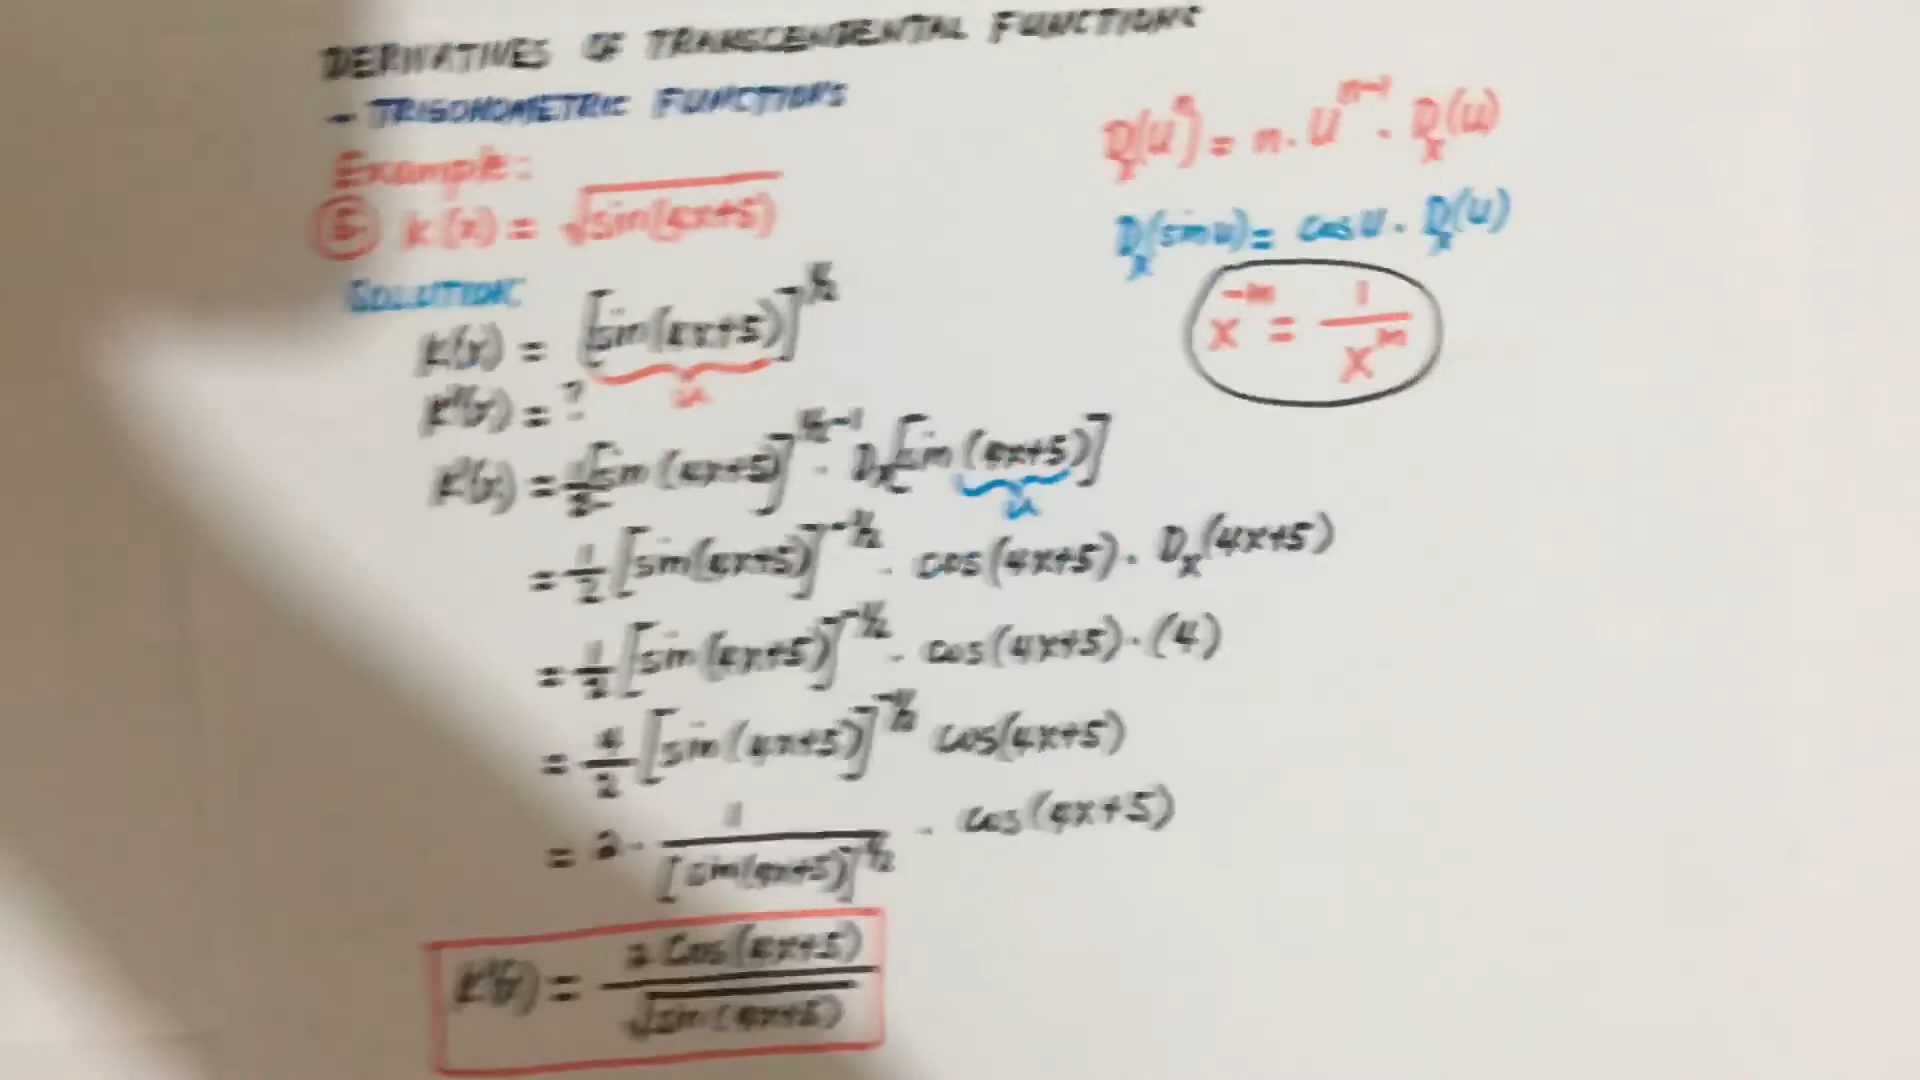 DERIVATIVES OF TRANSCENDENTAL FUNCTIONS
- TRIGONOMETRIC FUNCTIONS
Example:
K(x) = √sin(4x+5)
SOLUTION:
K(x) = [sin(4x+5)]^1/2
u
K'(x) = ?
K'(x) = 1/2 [sin(4x+5)]^1/2-1 · Dx[sin(4x+5)]
u
= 1/2 [sin(4x+5)]^-1/2 · cos(4x+5) · Dx(4x+5)
= 1/2 [sin(4x+5)]^-1/2 · cos(4x+5) · (4)
= 4/2 [sin(4x+5)]^-1/2 cos(4x+5)
= 2 · 1/[sin(4x+5)]^1/2 · cos(4x+5)
K'(x) = 2 cos(4x+5)/√sin(4x+5)
Dx(u^n) = n · u^n-1 · Dx(u)
Dx(sin u) = cos u · Dx(u)
x^-m = 1/x^m